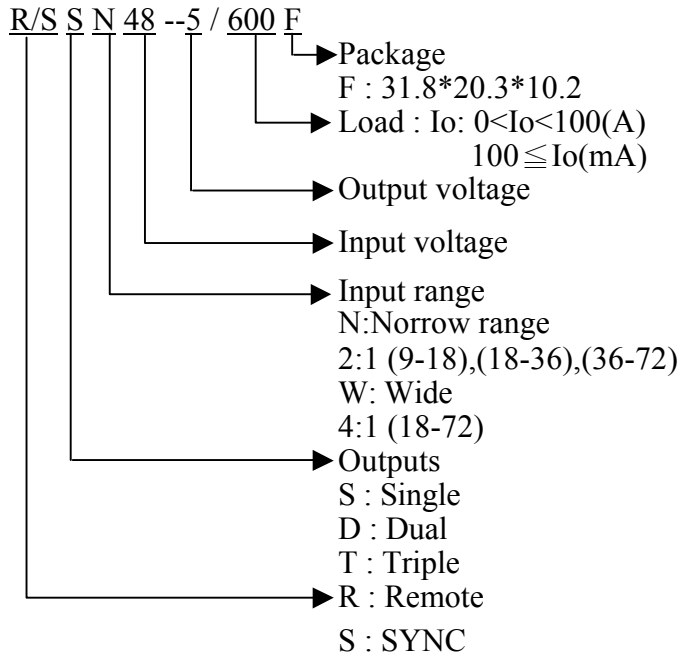 R/S S N 48 --5 / 600 F
Package
F : 31.8*20.3*10.2
Load : Io: 0<Io<100(A)
100≦Io(mA)
Output voltage
Input voltage
Input range
N:Norrow range
2:1 (9-18),(18-36),(36-72)
W: Wide
4:1 (18-72)
Outputs
S : Single
D : Dual
T : Triple
R : Remote
S : SYNC